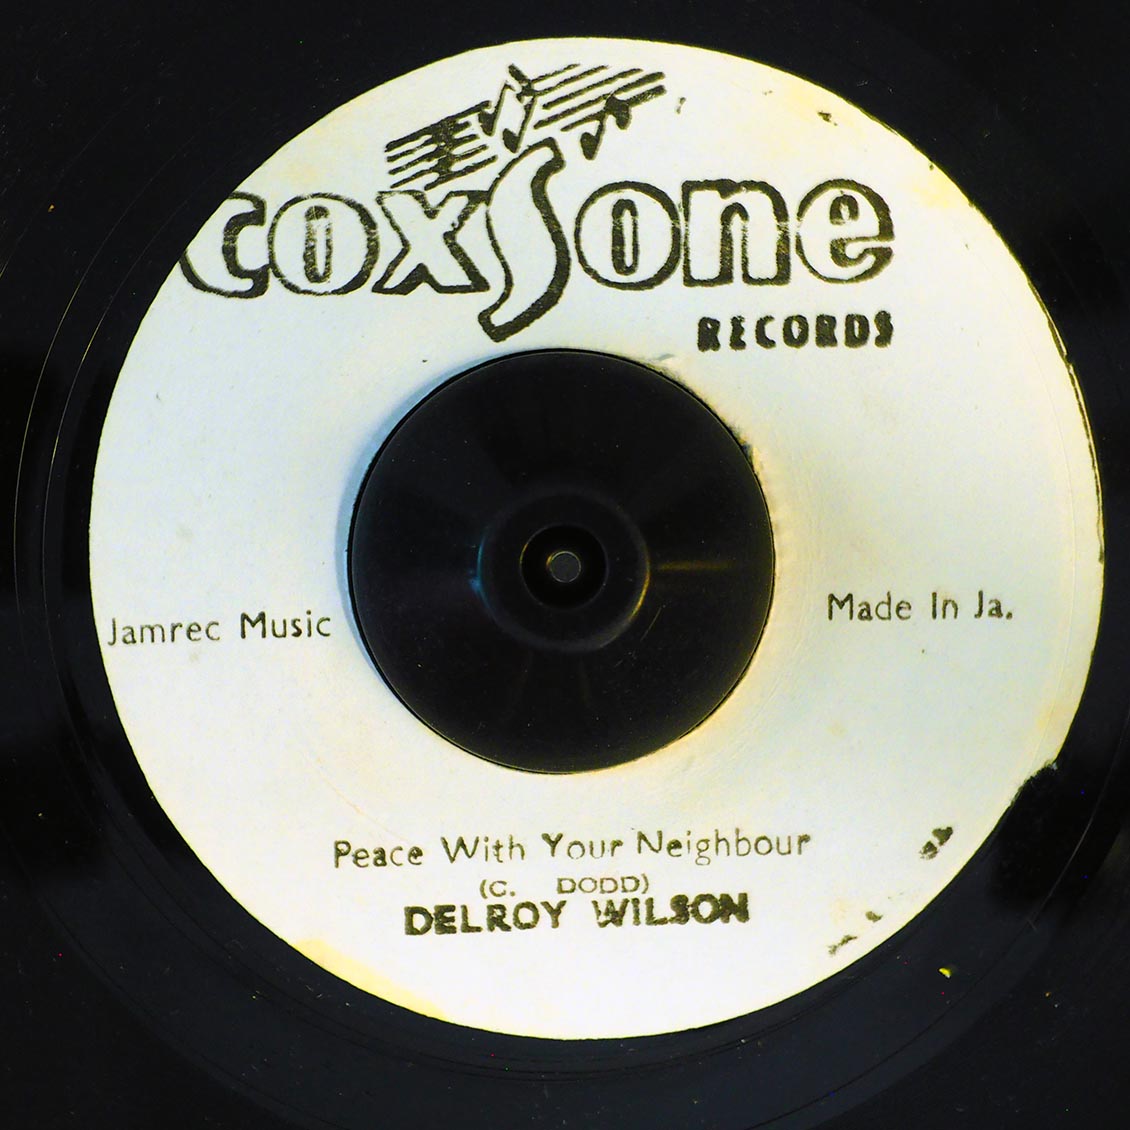 coxSone
RECORDS
Jamrec Music
Made In Ja.
Peace With Your Neighbour
(C. DODD)
DELROY WILSON